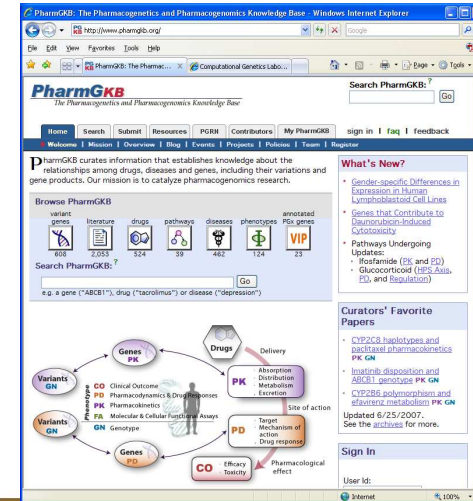 PharmGKB: The Pharmacogenetics and Pharmacogenomics Knowledge Base - Windows Internet Explorer
http://www.pharmgkb.org/
Google
File Edit View Favorites Tools Help
PharmGKB: The Pharmac... Computational Genetics Labo... Page Tools
PharmGKB
The Pharmacogenetics and Pharmacogenomics Knowledge Base
Search PharmGKB: ?
Go
Home Search Submit Resources PGRN Contributors My PharmGKB sign in | faq | feedback
Welcome | Mission | Overview | Blog | Events | Projects | Policies | Team | Register
PharmGKB curates information that establishes knowledge about the
relationships among drugs, diseases and genes, including their variations and
gene products. Our mission is to catalyze pharmacogenomics research.
Browse PharmGKB
variant genes literature drugs pathways diseases phenotypes annotated PGx genes
VIP
608 2,053 524 39 462 124 23
Search PharmGKB: ?
Go
e.g. a gene ("ABCB1"), drug ("tacrolimus") or disease ("depression")
Drugs
Delivery
Genes
PK
Variants
GN
PK
Absorption
Distribution
Metabolism
Excretion
Phenotype
CO Clinical Outcome
PD Pharmacodynamics & Drug Responses
PK Pharmacokinetics
FA Molecular & Cellular Functional Assays
GN Genotype
Site of action
Variants
GN
PD
Target
Mechanism of
action
Drug response
Genes
PD
CO
Efficacy
Toxicity
Pharmacological
effect
What's New?
Gender-specific Differences in
Expression in Human
Lymphoblastoid Cell Lines
Genes that Contribute to
Daunorubicin-Induced
Cytotoxicity
Pathways Undergoing
Updates:
Ifosfamide (PK and PD)
Glucocorticoid (HPS Axis,
PD, and Regulation)
Curators' Favorite
Papers
CYP2C8 haplotypes and
paclitaxel pharmacokinetics
PK GN
Imatinib disposition and
ABCB1 genotype PK GN
CYP2B6 polymorphism and
efavirenz metabolism PK GN
Updated 6/25/2007.
See the archives for more.
Sign In
User Id:
Internet 100%